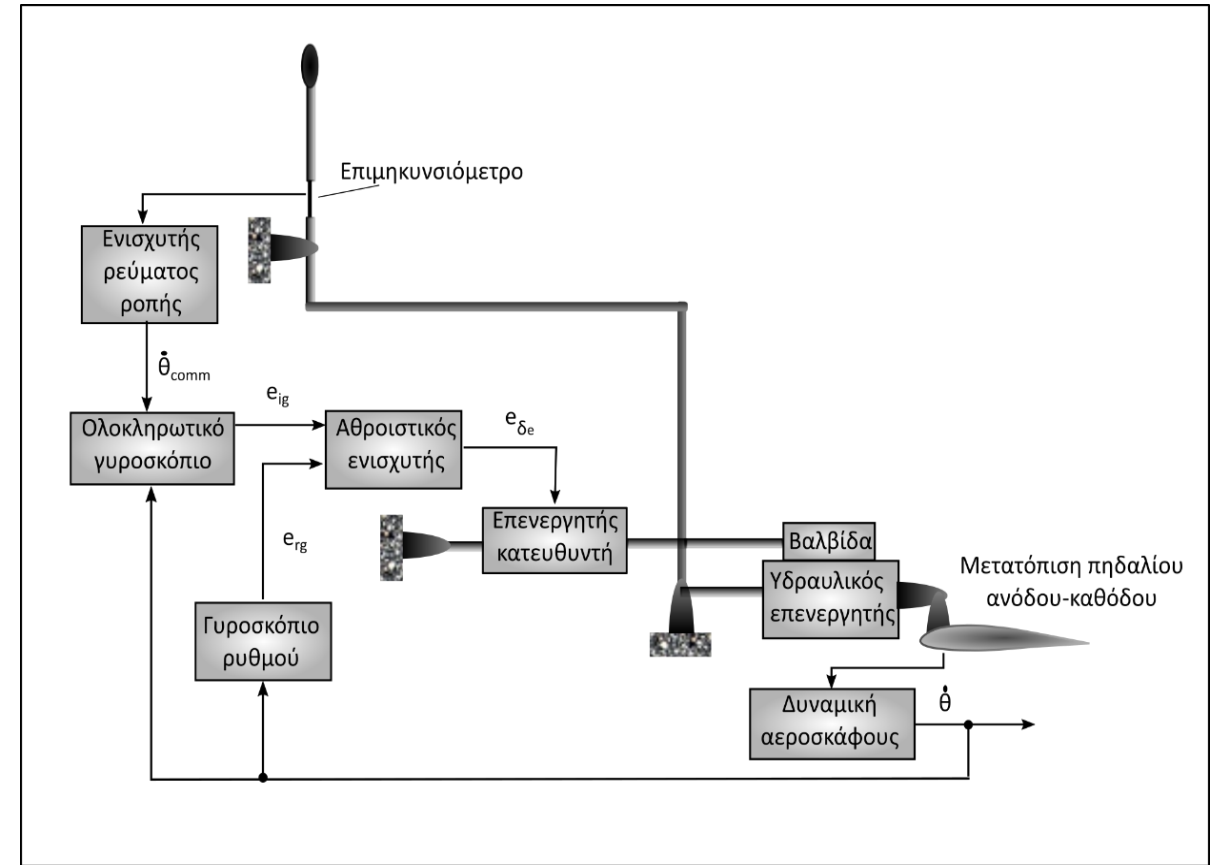 Επιμηκυνσιόμετρο
Ενισχυτής
ρεύματος
ροπής
θ̇comm
eig
Ολοκληρωτικό
γυροσκόπιο
Αθροιστικός
ενισχυτής
eδe
erg
Επενεργητής
κατευθυντή
Βαλβίδα
Υδραυλικός
επενεργητής
Μετατόπιση πηδαλίου
ανόδου-καθόδου
Γυροσκόπιο
ρυθμού
Δυναμική
αεροσκάφους
θ̇